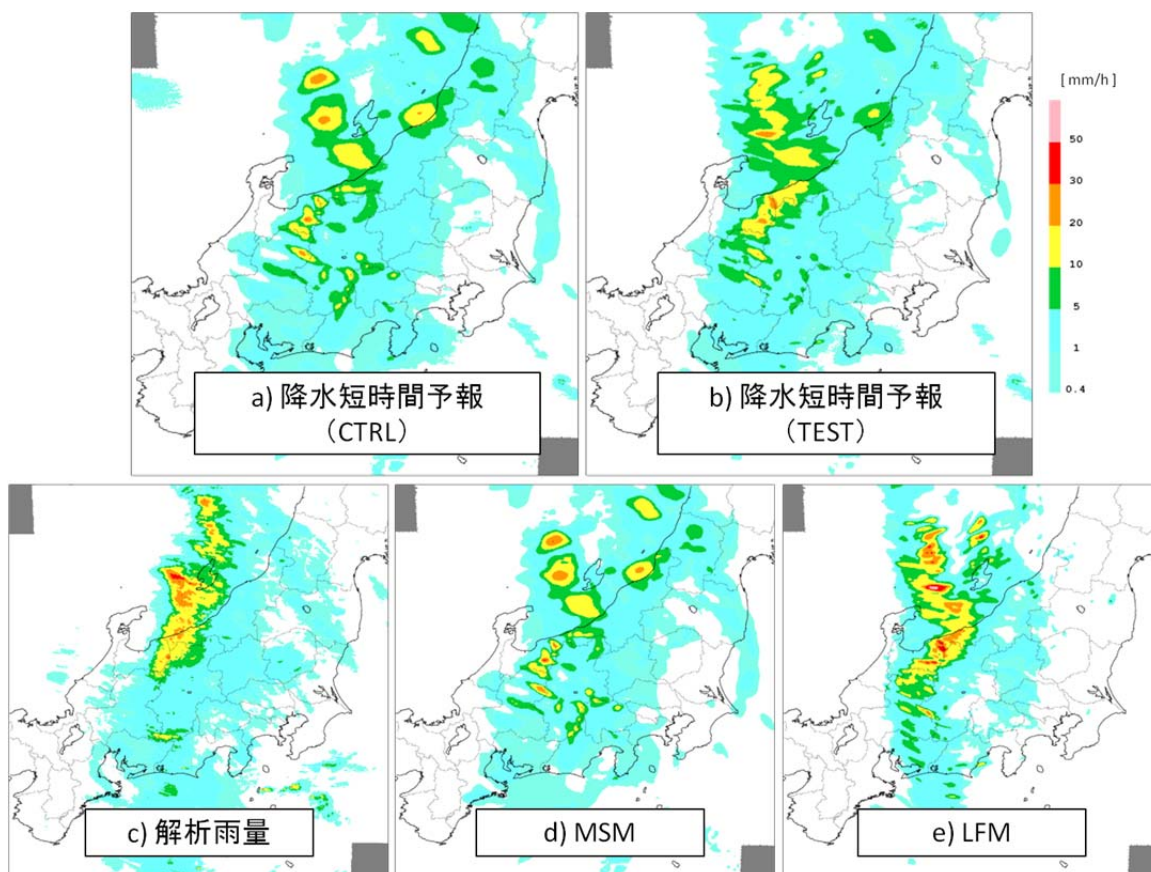 [ mm/h ]
50
30
20
10
5
1
0.4
a) 降水短時間予報
（CTRL）
b) 降水短時間予報
（TEST）
c) 解析雨量
d) MSM
e) LFM